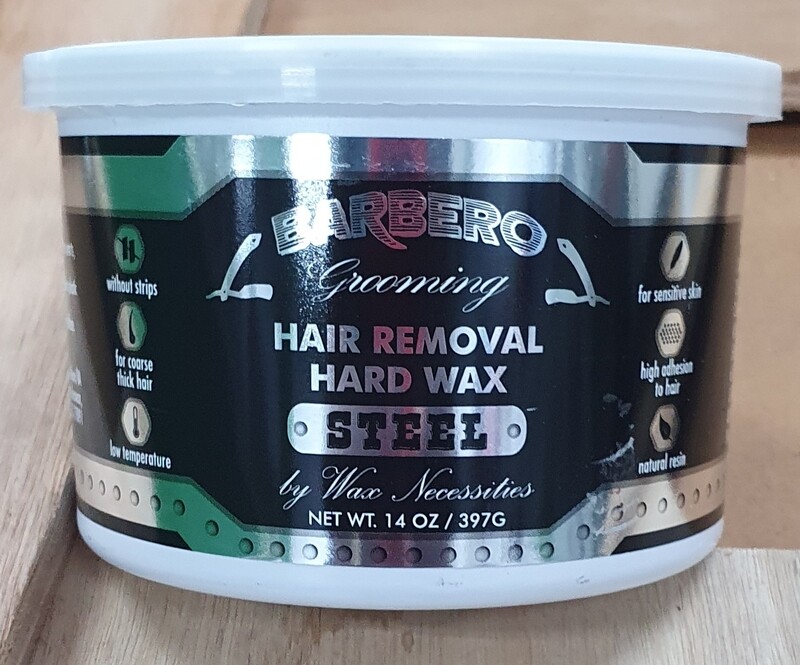 BARBERO
Grooming
HAIR REMOVAL
HARD WAX
STEEL
by Wax Necessities
NET WT. 14 OZ / 397G
without strips
for coarse
thick hair
low temperature
for sensitive skin
high adhesion
to hair
natural resin